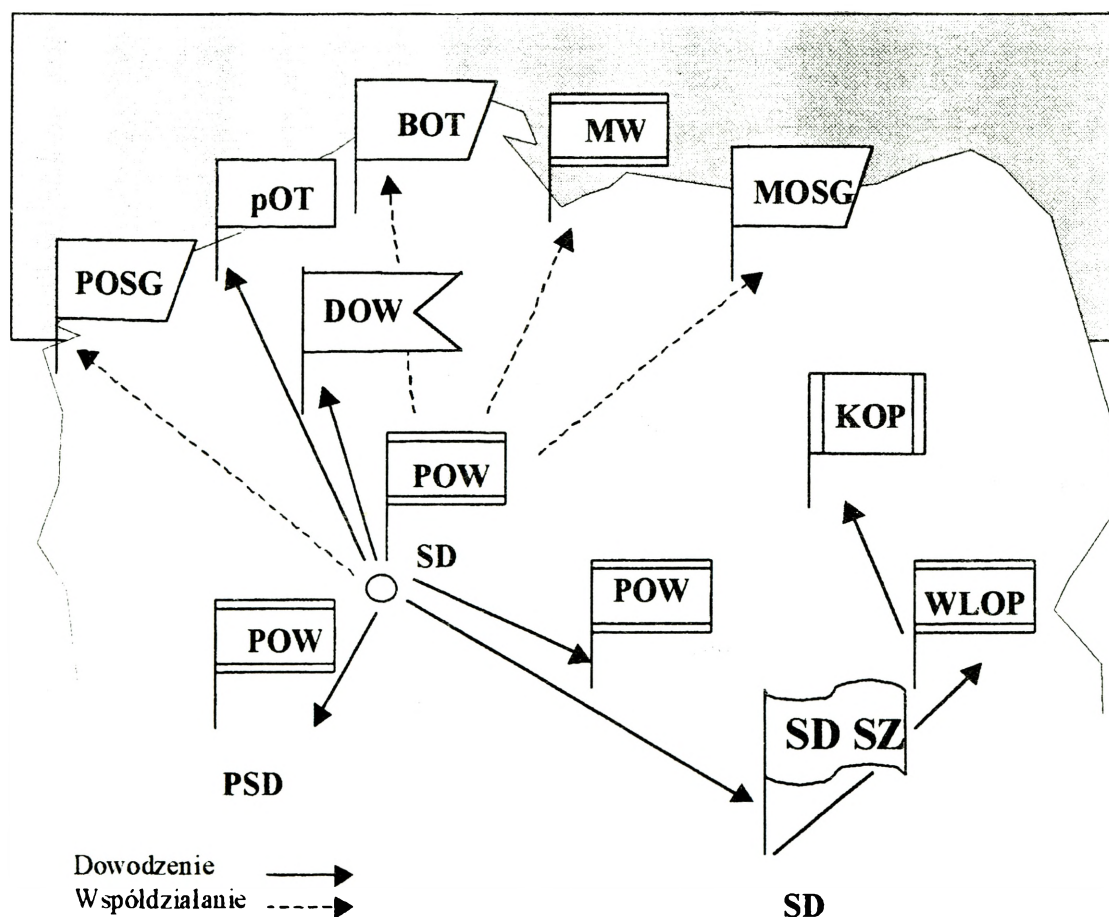 BOT
MW
pOT
MOSG
POSG
DOW
KOP
POW
SD
POW
WLOP
POW
SD SZ
PSD
Dowodzenie
Współdziałanie
SD